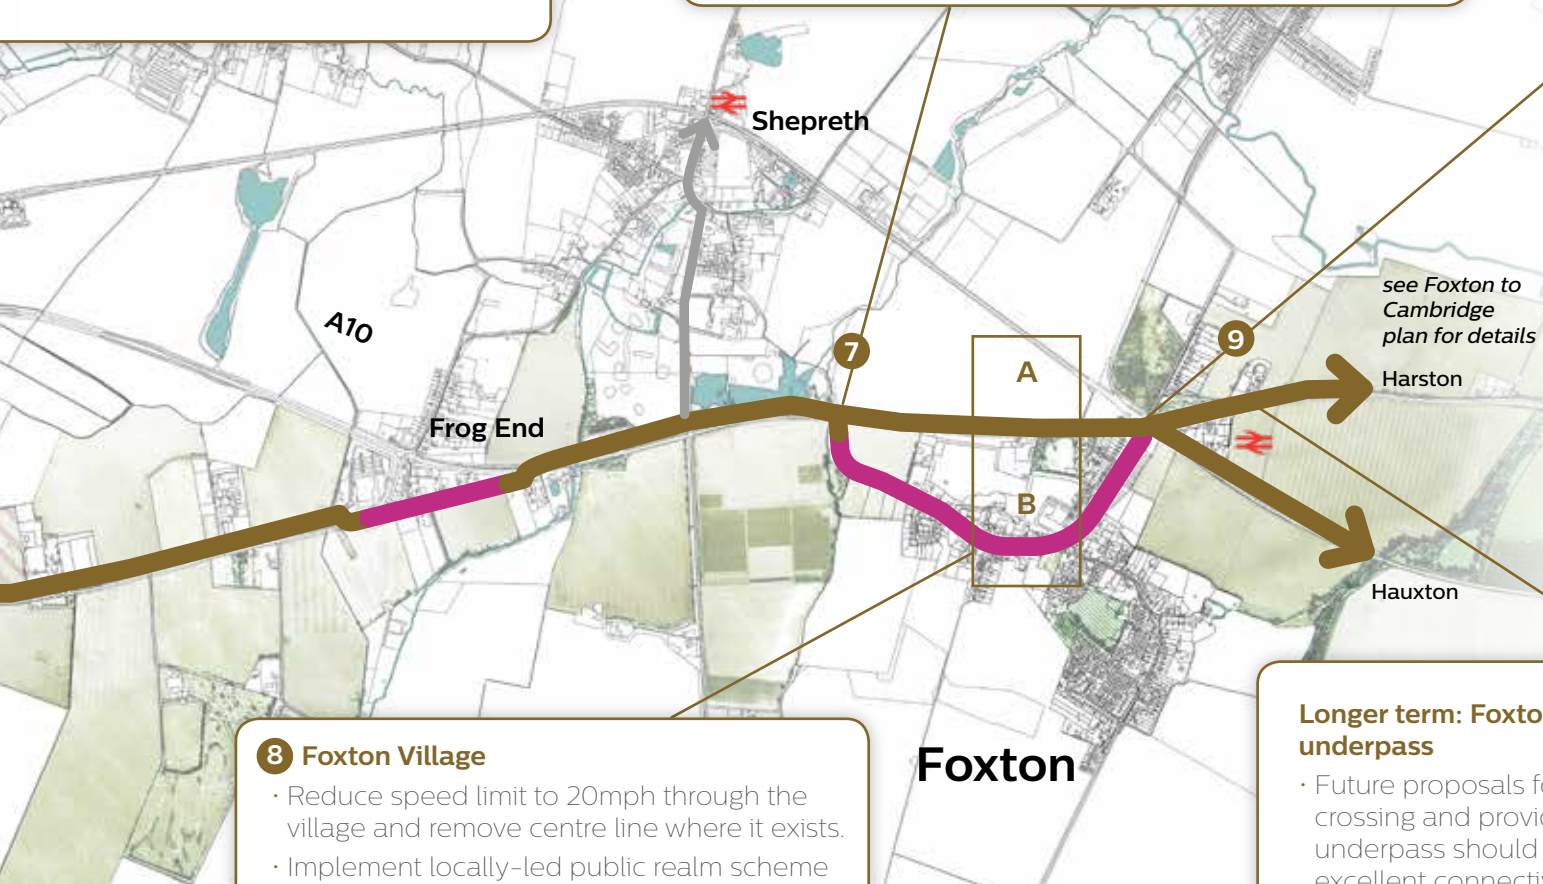 Shepreth
A10
see Foxton to
Cambridge
plan for details
7
9
A
Harston
Frog End
B
Hauxton
Foxton
8 Foxton Village
· Reduce speed limit to 20mph through the
village and remove centre line where it exists.
· Implement locally-led public realm scheme
Longer term:
underpass
· Future proposals
crossing and
underpass should
excellent